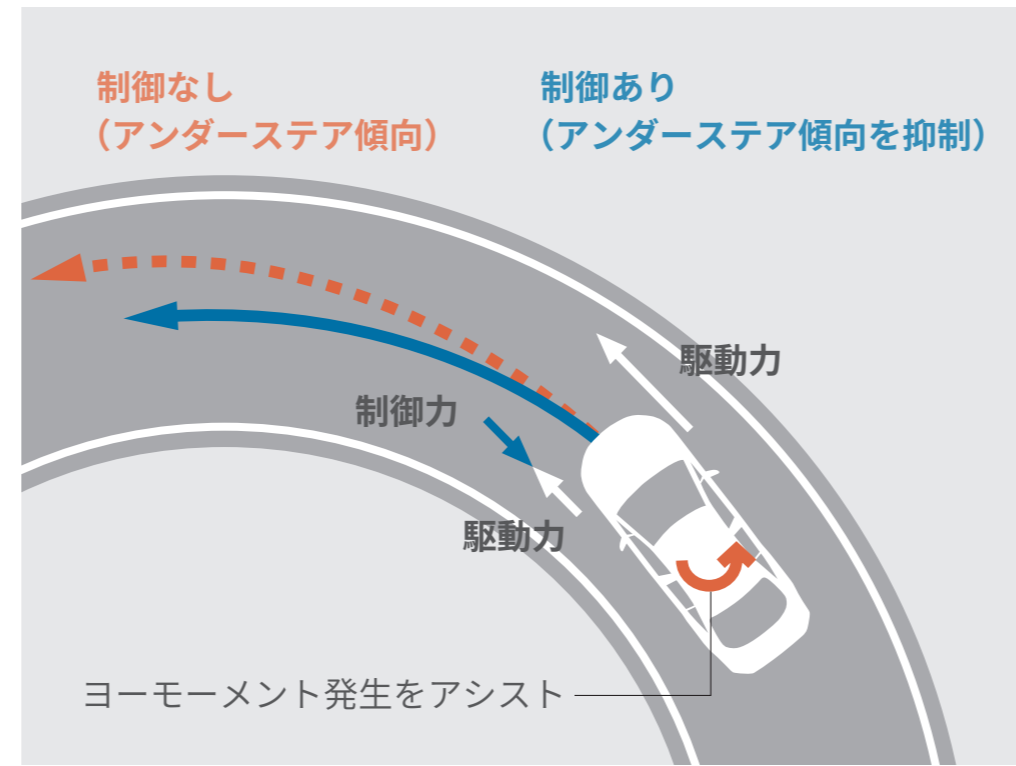 制御なし
（アンダーステア傾向）
制御あり
（アンダーステア傾向を抑制）
駆動力
制御力
駆動力
ヨーモーメント発生をアシスト